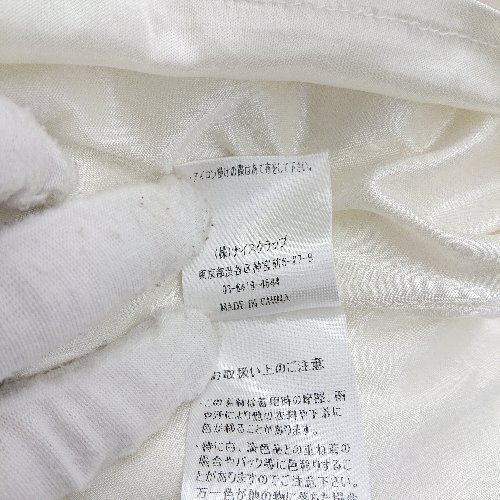 ・アイロン掛けの際はあて布をして下さい。
(株)ナイスクラップ
東京都渋谷区神宮前5-27-8
03-6418-4644
MADE IN CHINA
お取扱い上のご注意
・この素材は着用時の摩擦、雨
や汗により他の衣料や下着に
色が移ることがあります。
・特に白、淡色あとの重ね着の
場合やバック等に色移りするこ
とがありますのでご注意下さい。
万一色が他の物に移った場合